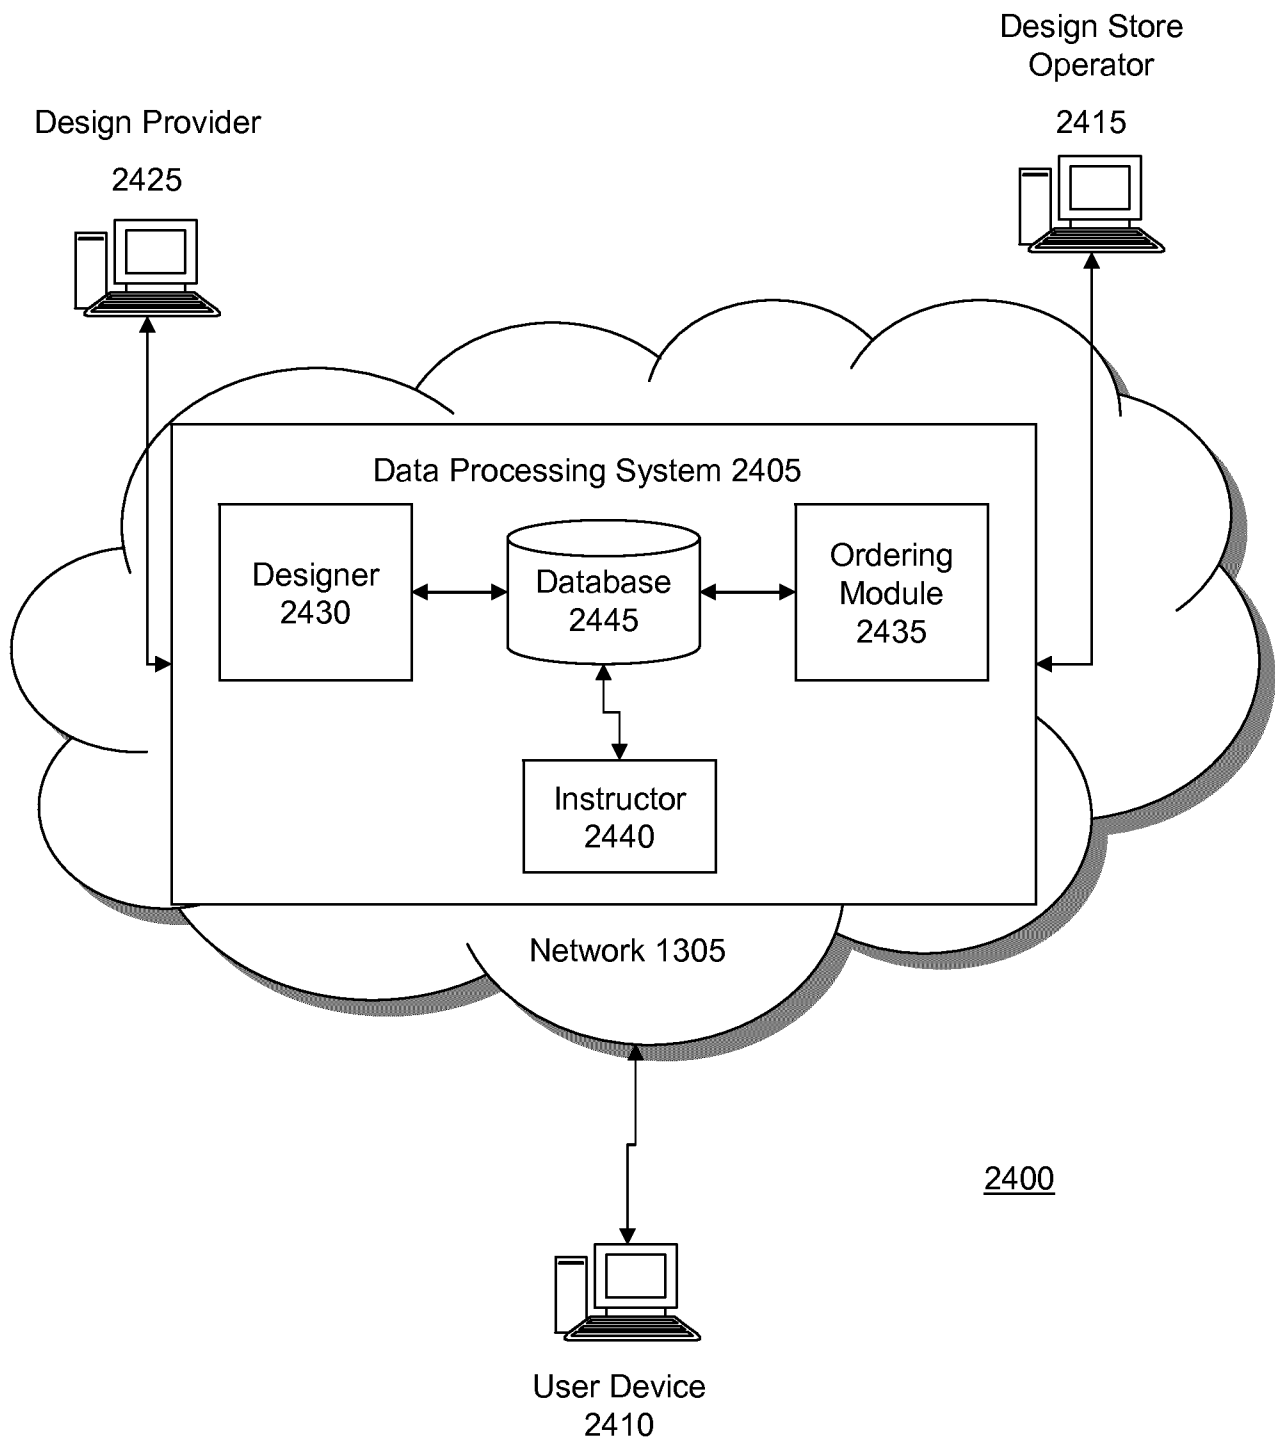 Design Store
Operator
2415
Design Provider
2425
Data Processing System 2405
Designer
2430
Database
2445
Ordering
Module
2435
Instructor
2440
Network 1305
2400
User Device
2410